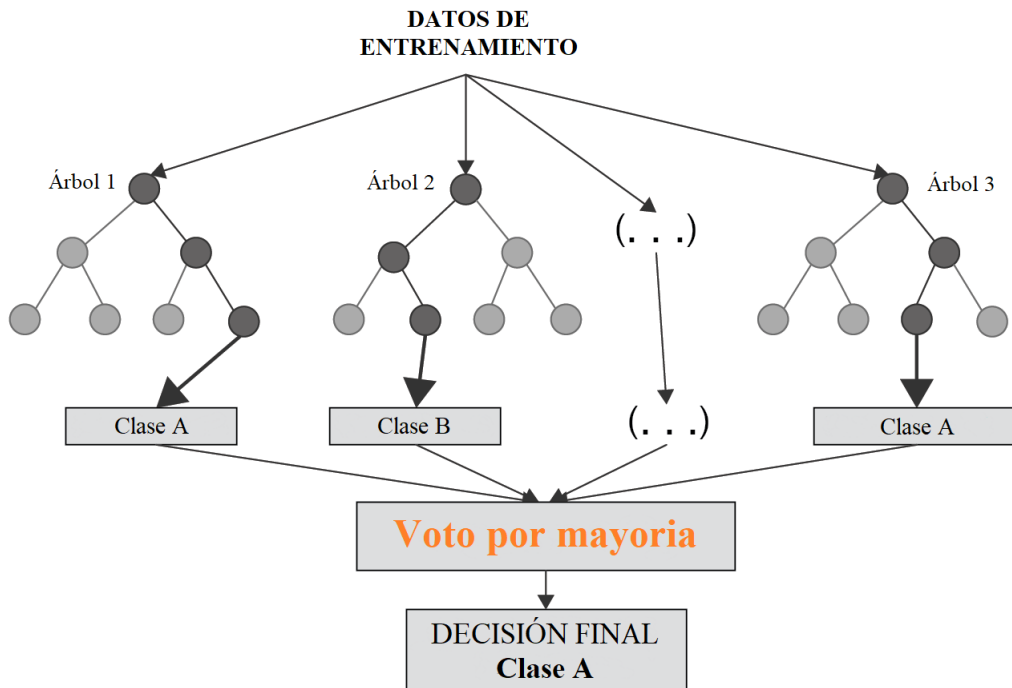 DATOS DE
ENTRENAMIENTO
Árbol 1
Árbol 2
(. . .)
Árbol 3
Clase A
Clase B
(. . .)
Clase A
Voto por mayoria
DECISIÓN FINAL
Clase A